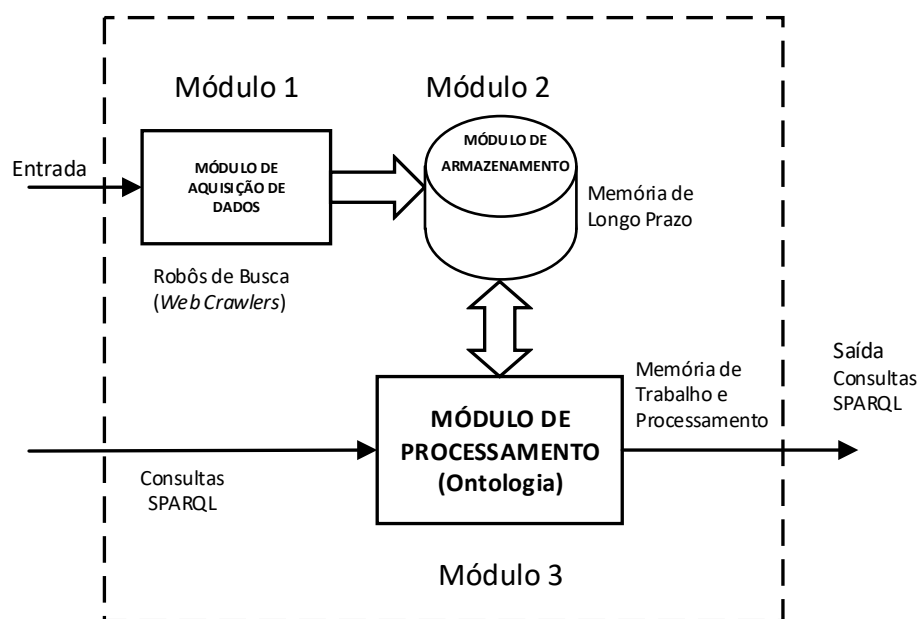 Módulo 1
Módulo 2
MÓDULO DE
AQUISIÇÃO DE
DADOS
MÓDULO DE
ARMAZENAMENTO
Entrada
Memória de
Longo Prazo
Robôs de Busca
(Web Crawlers)
Memória de
Trabalho e
Processamento
Saída
Consultas
SPARQL
MÓDULO DE
PROCESSAMENTO
(Ontologia)
Consultas
SPARQL
Módulo 3